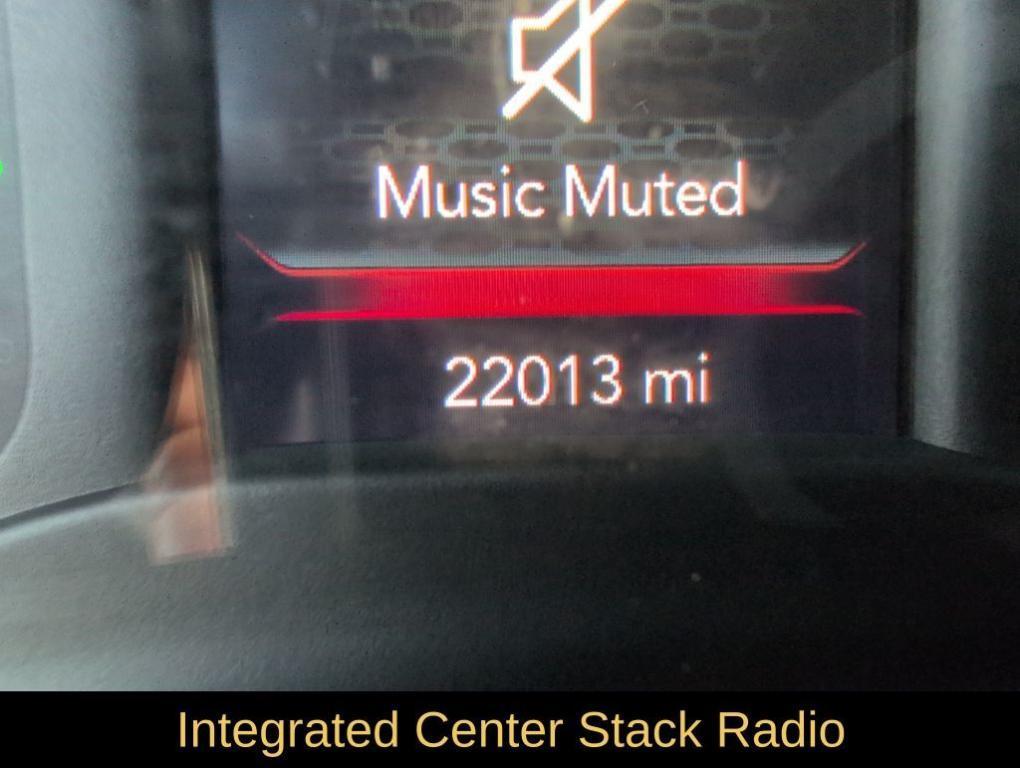 Music Muted
22013 mi
Integrated Center Stack Radio